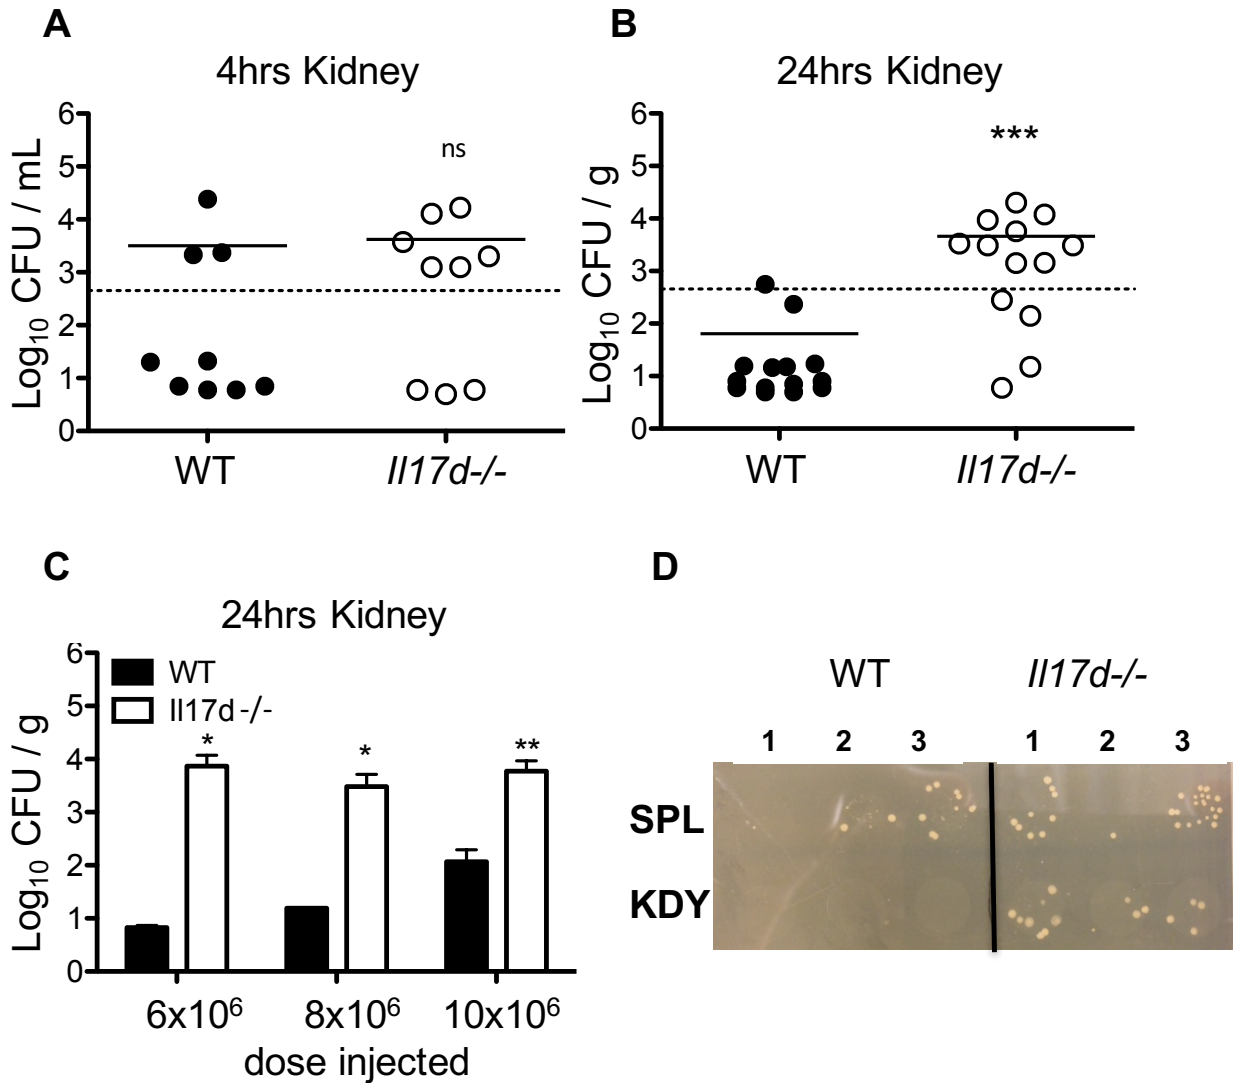 A
4hrs Kidney
Log10 CFU / mL
6
5
4
3
2
1
0
ns
WT
Il17d-/-
B
24hrs Kidney
Log10 CFU / g
6
5
4
3
2
1
0
***
WT
Il17d-/-
C
24hrs Kidney
Log10 CFU / g
6
5
4
3
2
1
0
WT
Il17d -/-
* * **
6x10⁶ 8x10⁶ 10x10⁶
dose injected
D
WT Il17d-/-
1 2 3 1 2 3
SPL
KDY